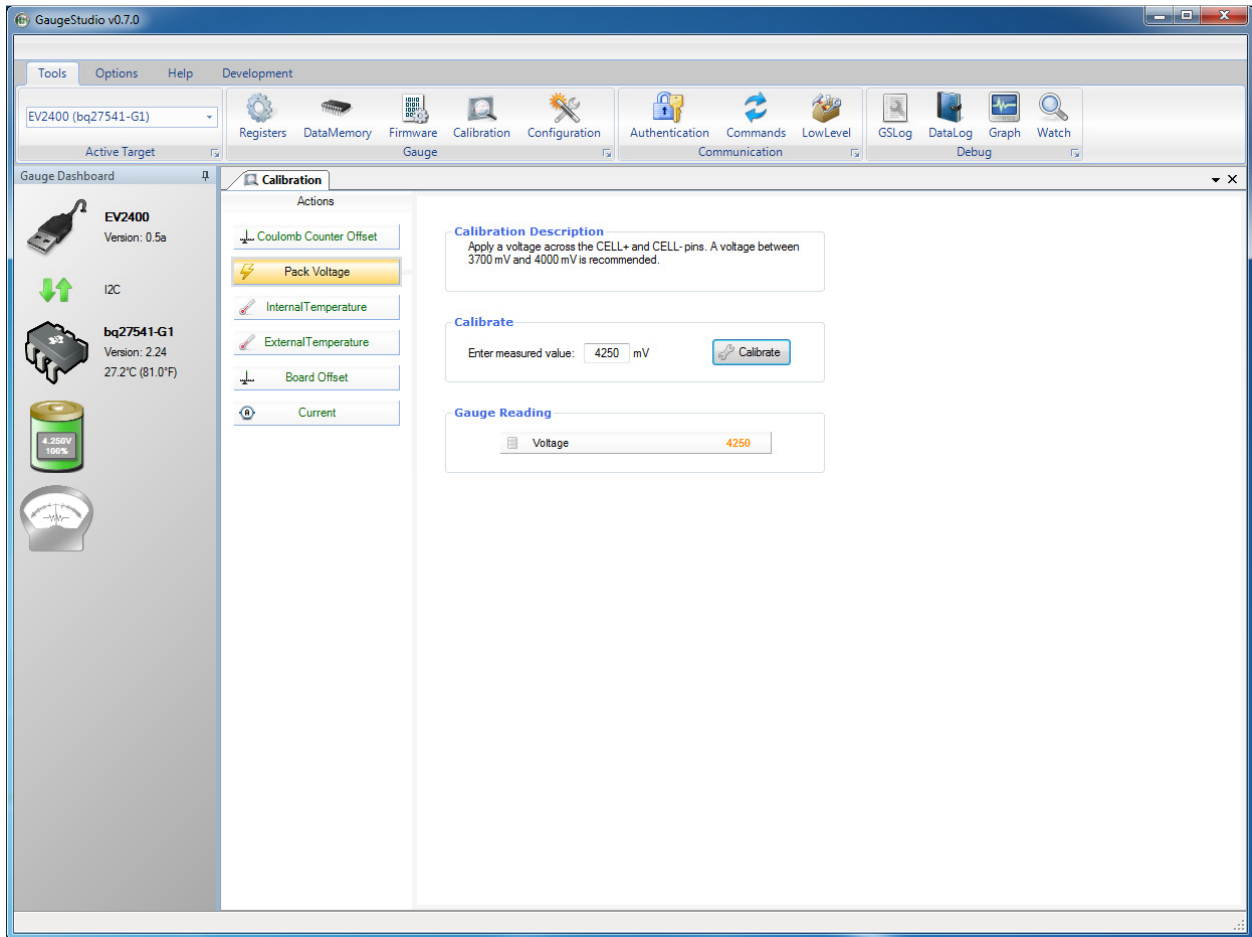 GaugeStudio v0.7.0
Tools Options Help Development
EV2400 (bq27541-G1)
Active Target
Registers DataMemory Firmware Calibration Configuration
Gauge
Authentication Commands LowLevel
Communication
GSLog DataLog Graph Watch
Debug
Gauge Dashboard
EV2400
Version: 0.5a
I2C
bq27541-G1
Version: 2.24
27.2°C (81.0°F)
4.250V
100%
Calibration
Actions
Coulomb Counter Offset
Pack Voltage
InternalTemperature
ExternalTemperature
Board Offset
Current
Calibration Description
Apply a voltage across the CELL+ and CELL- pins. A voltage between
3700 mV and 4000 mV is recommended.
Calibrate
Enter measured value: 4250 mV Calibrate
Gauge Reading
Voltage 4250